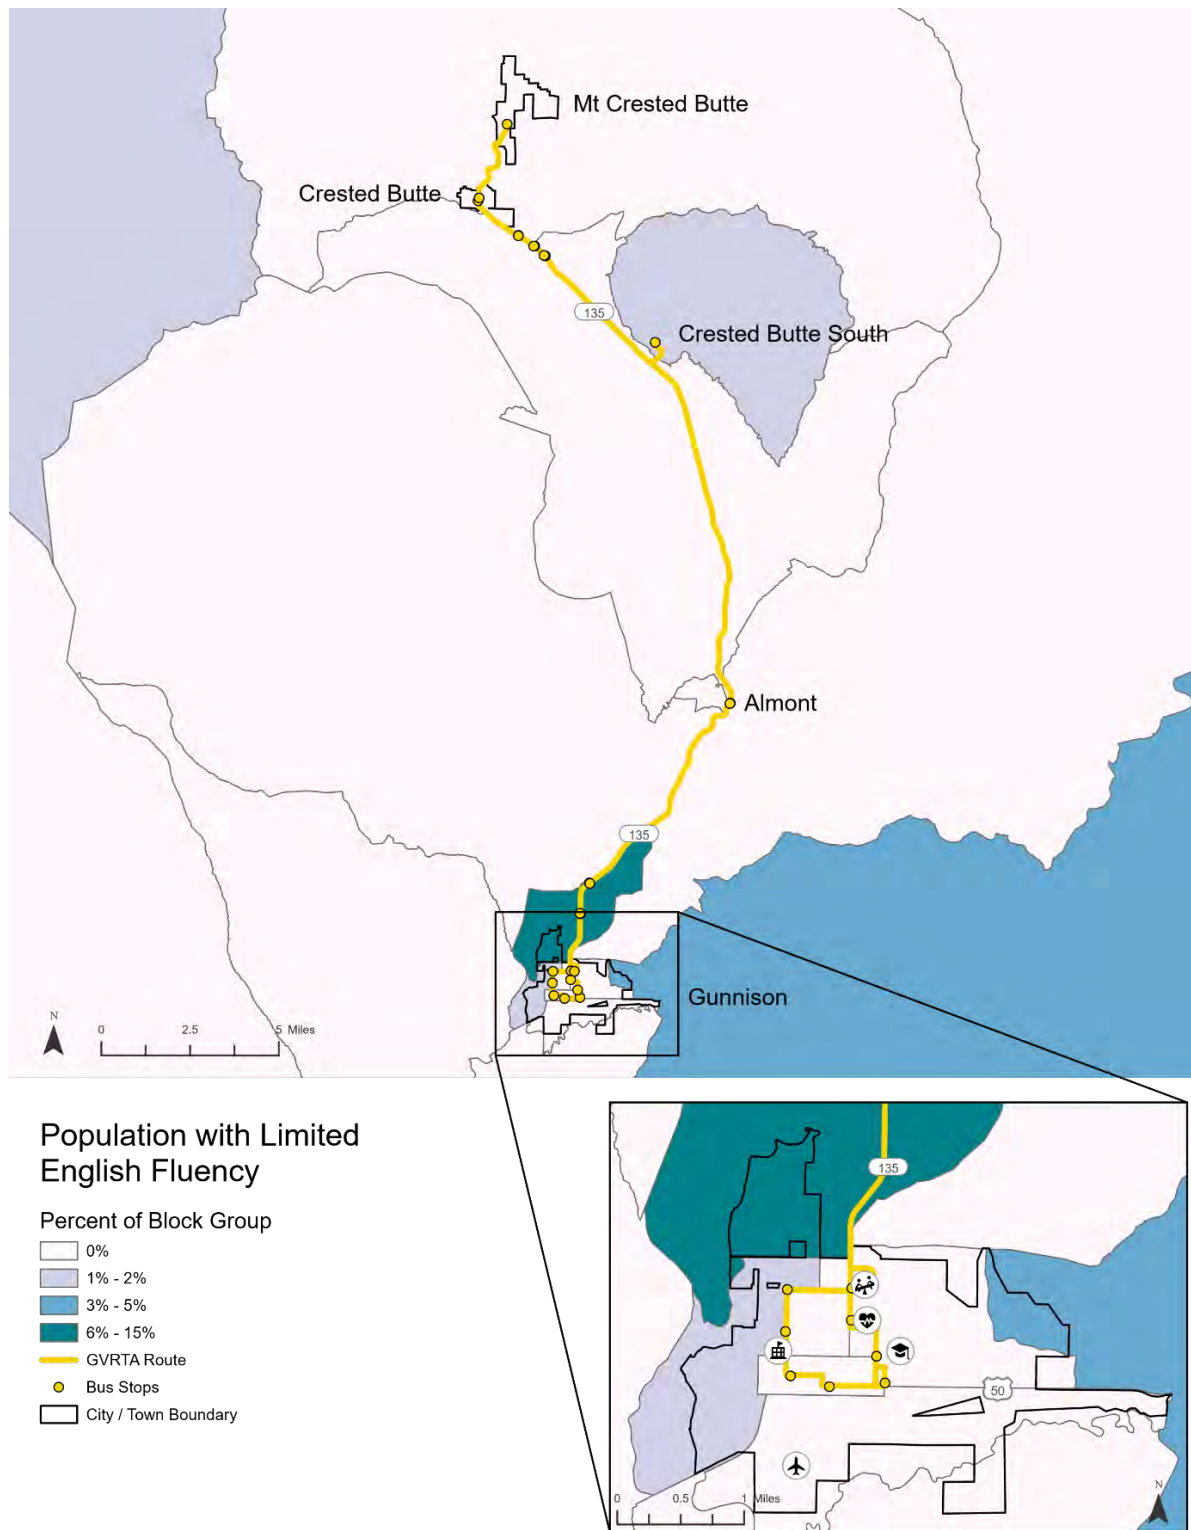 Mt Crested Butte
Crested Butte
135
Crested Butte South
Almont
135
Gunnison
N
0 2.5 5 Miles
Population with Limited
English Fluency
Percent of Block Group
0%
1% - 2%
3% - 5%
6% - 15%
GVRTA Route
Bus Stops
City / Town Boundary
135
50
0 0.5 1 Miles
N